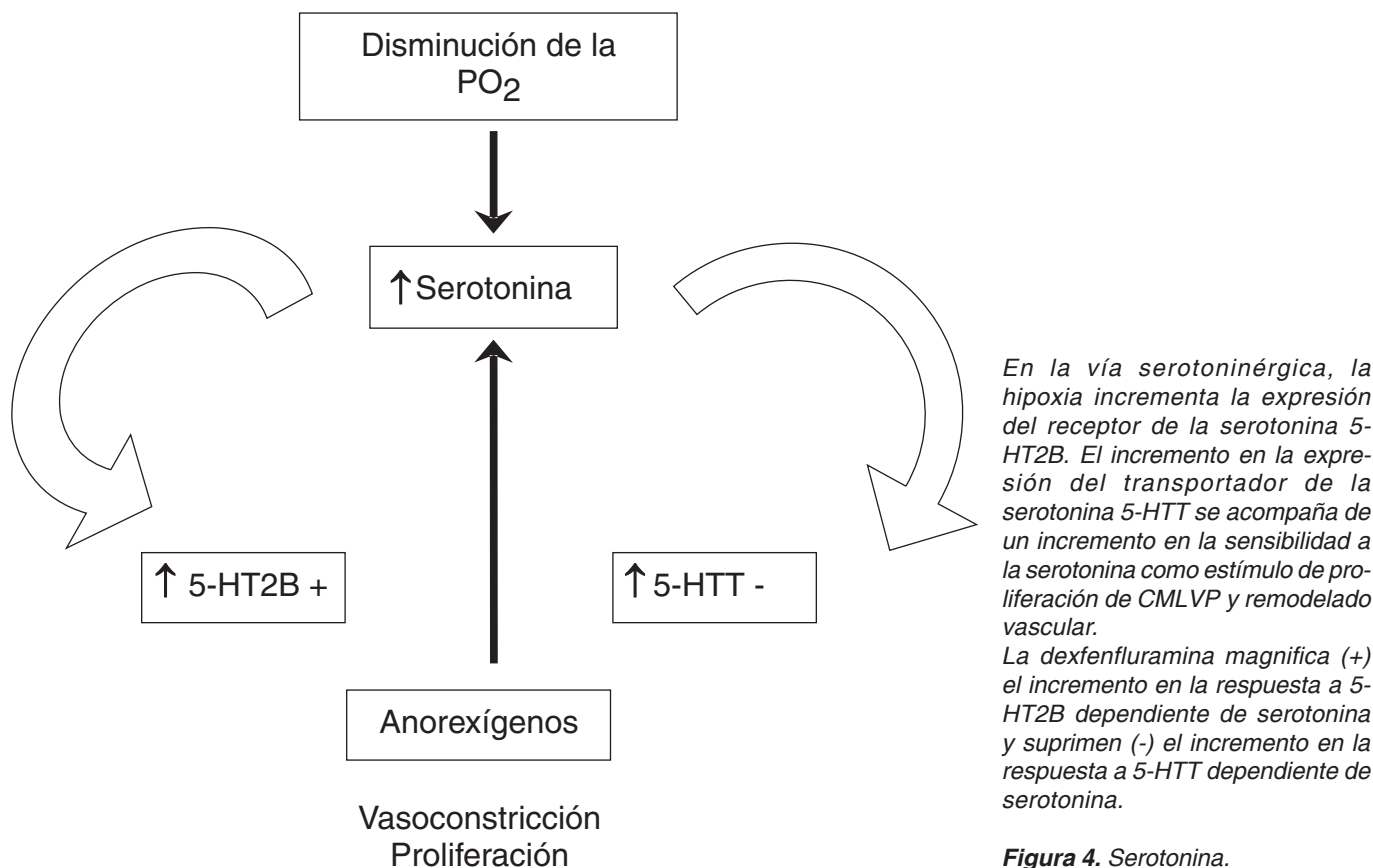 Disminución de la
PO2
↑Serotonina
↑ 5-HT2B +
↑ 5-HTT -
Anorexígenos
Vasoconstricción
Proliferación
En la vía serotoninérgica, la
hipoxia incrementa la expresión
del receptor de la serotonina 5-
HT2B. El incremento en la expre-
sión del transportador de la
serotonina 5-HTT se acompaña de
un incremento en la sensibilidad a
la serotonina como estímulo de pro-
liferación de CMLVP y remodelado
vascular.
La dexfenfluramina magnifica (+)
el incremento en la respuesta a 5-
HT2B dependiente de serotonina
y suprimen (-) el incremento en la
respuesta a 5-HTT dependiente de
serotonina.
Figura 4. Serotonina.